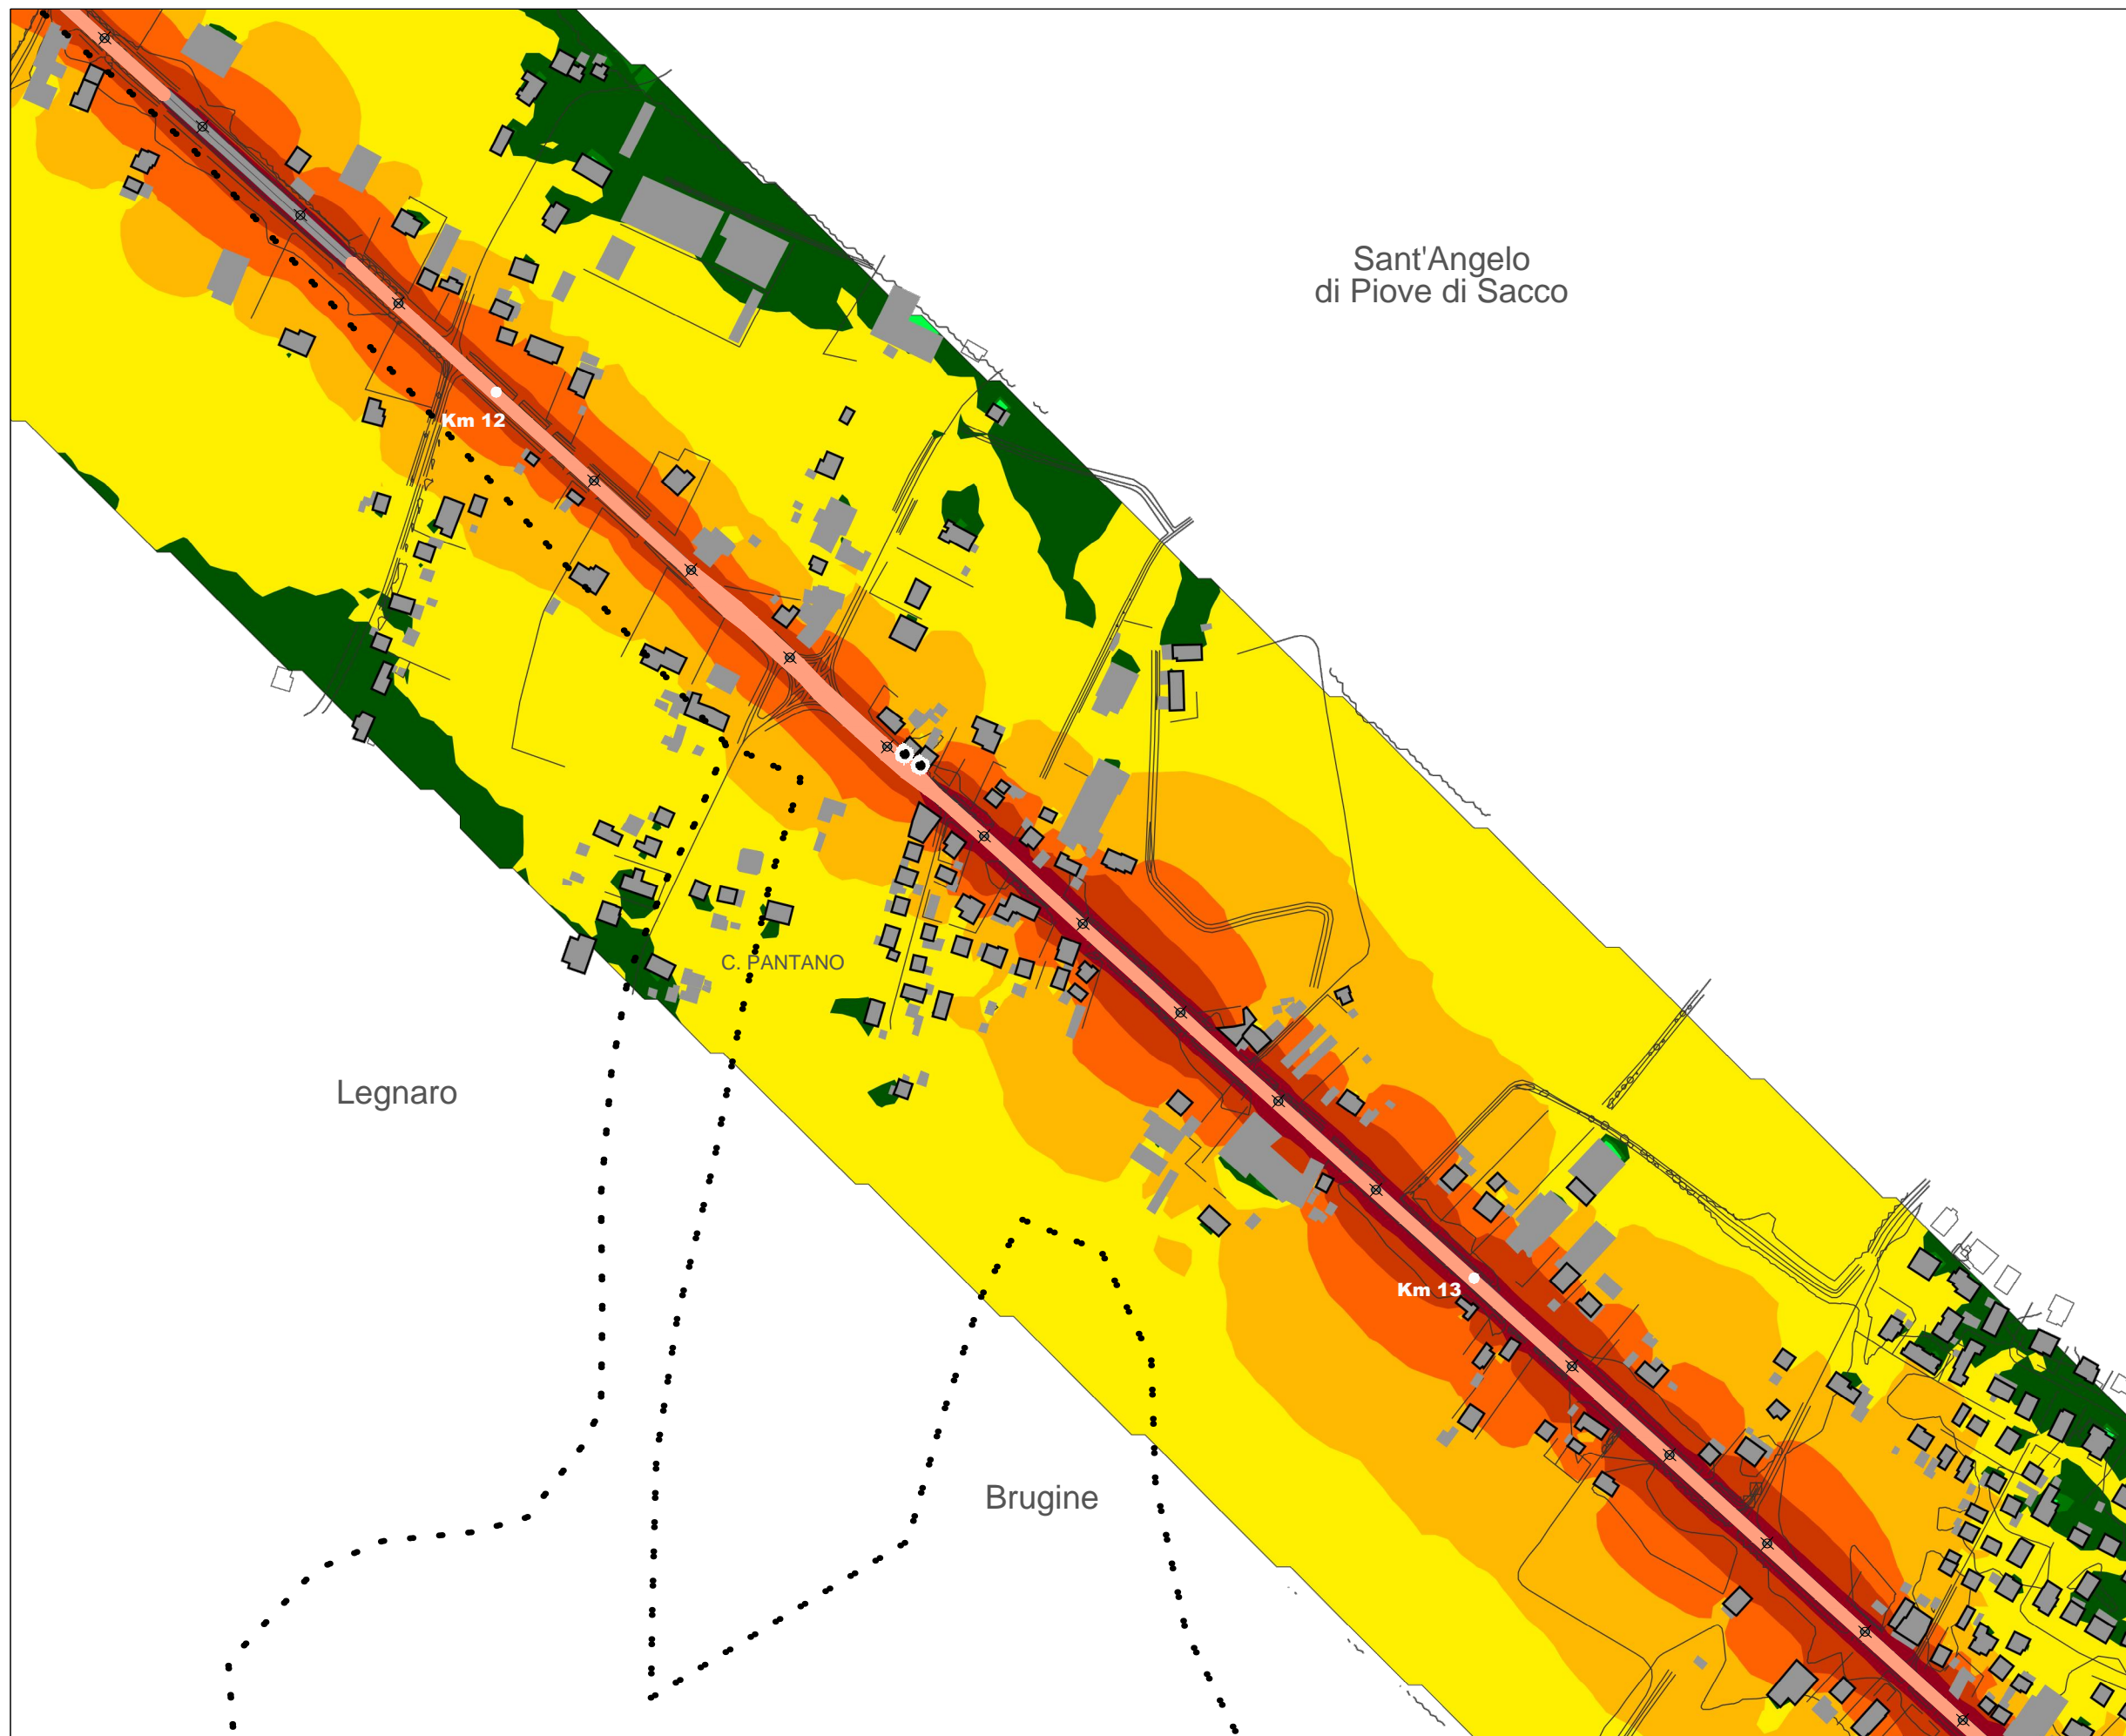 Sant'Angelo
di Piove di Sacco
Km 12
C. PANTANO
Legnaro
Km 13
Brugine